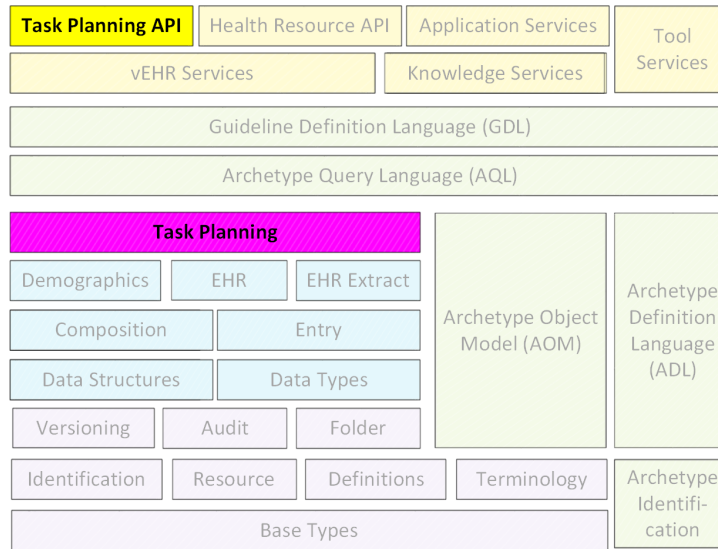 Task Planning API
Health Resource API
Application Services
Tool
Services
vEHR Services
Knowledge Services
Guideline Definition Language (GDL)
Archetype Query Language (AQL)
Task Planning
Demographics
EHR
EHR Extract
Composition
Entry
Data Structures
Data Types
Archetype Object
Model (AOM)
Archetype
Definition
Language
(ADL)
Versioning
Audit
Folder
Identification
Resource
Definitions
Terminology
Archetype
Identifi-
cation
Base Types